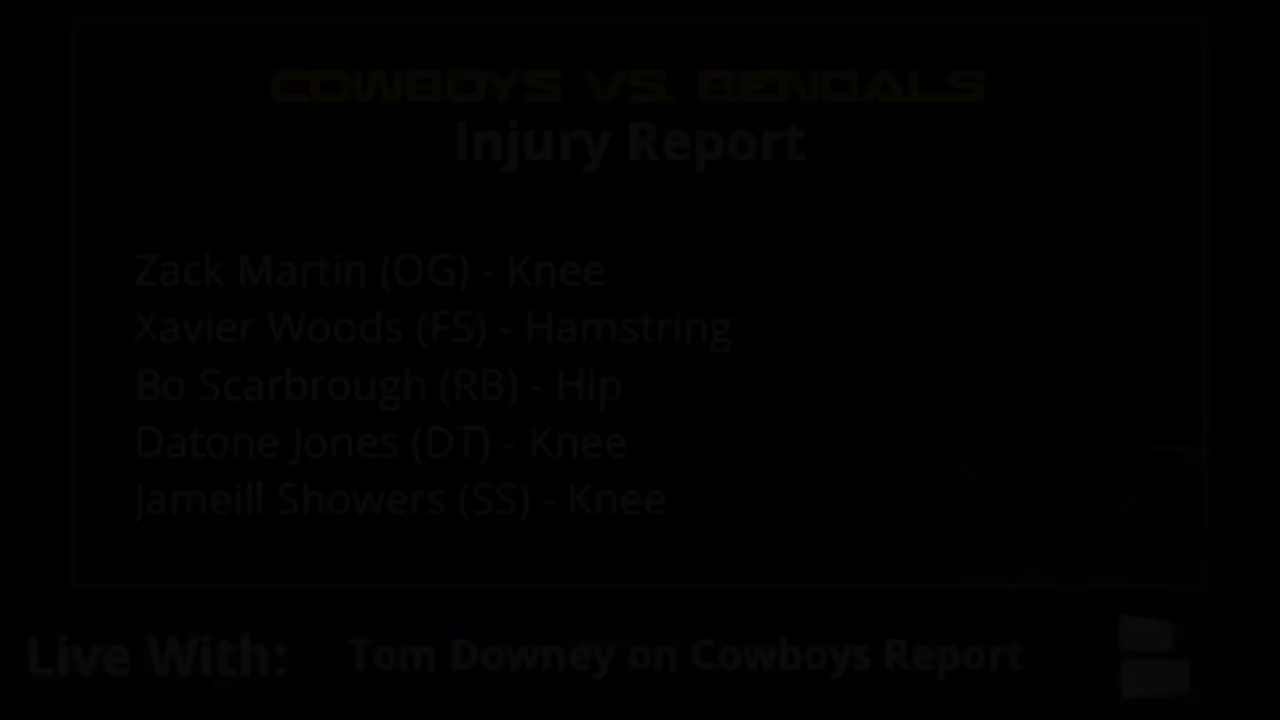 COWBOYS VS. BENGALS
Injury Report
Zack Martin (OG) - Knee
Xavier Woods (FS) - Hamstring
Bo Scarbrough (RB) - Hip
Datone Jones (DT) - Knee
Jameill Showers (SS) - Knee
Live With: Tom Downey on Cowboys Report